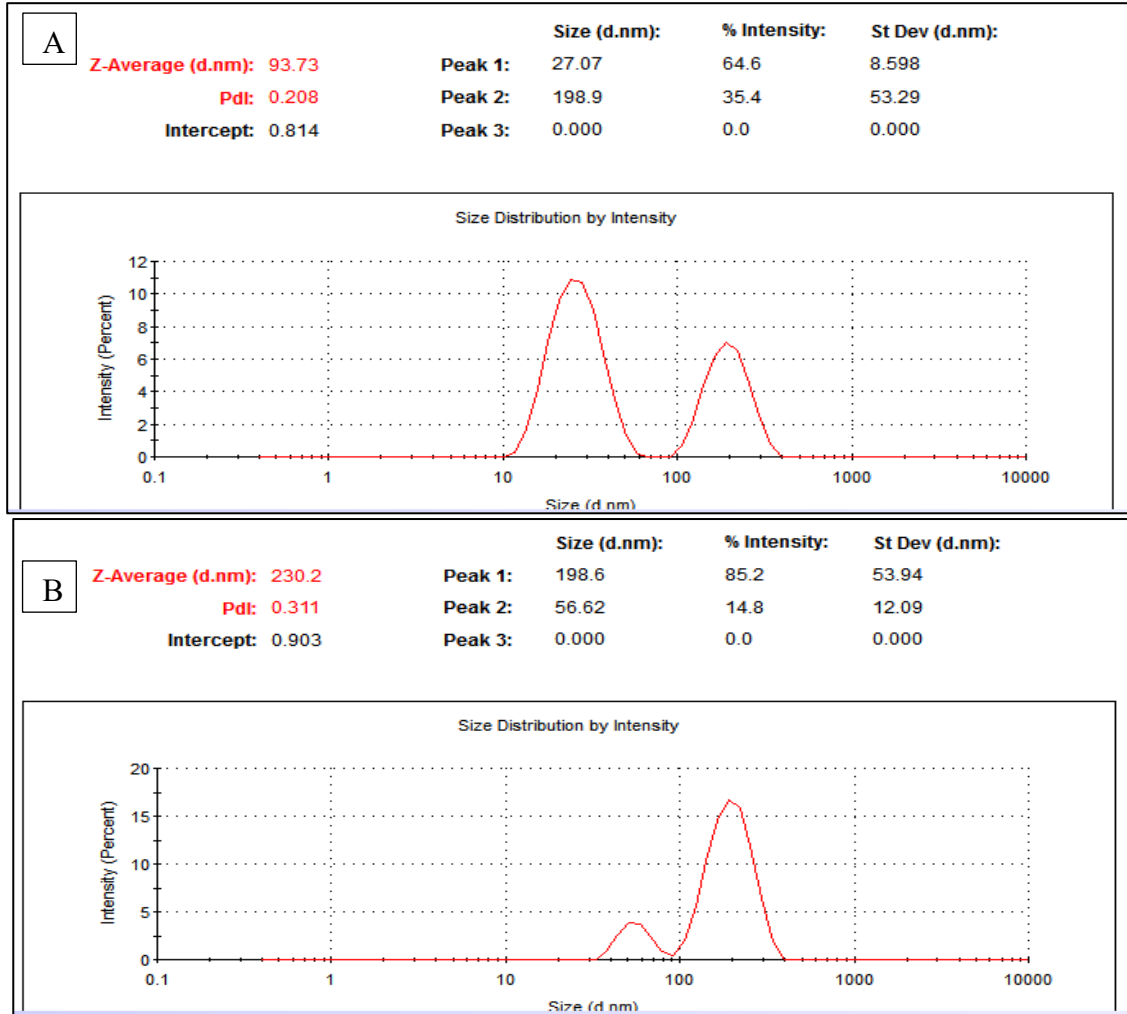 A
Size (d.nm): % Intensity: St Dev (d.nm):
Z-Average (d.nm): 93.73 Peak 1: 27.07 64.6 8.598
PdI: 0.208 Peak 2: 198.9 35.4 53.29
Intercept: 0.814 Peak 3: 0.000 0.0 0.000
Size Distribution by Intensity
Intensity (Percent)
12
10
8
6
4
2
0
0.1 1 10 100 1000 10000
Size (d.nm)
B
Size (d.nm): % Intensity: St Dev (d.nm):
Z-Average (d.nm): 230.2 Peak 1: 198.6 85.2 53.94
PdI: 0.311 Peak 2: 56.62 14.8 12.09
Intercept: 0.903 Peak 3: 0.000 0.0 0.000
Size Distribution by Intensity
Intensity (Percent)
20
15
10
5
0
0.1 1 10 100 1000 10000
Size (d.nm)